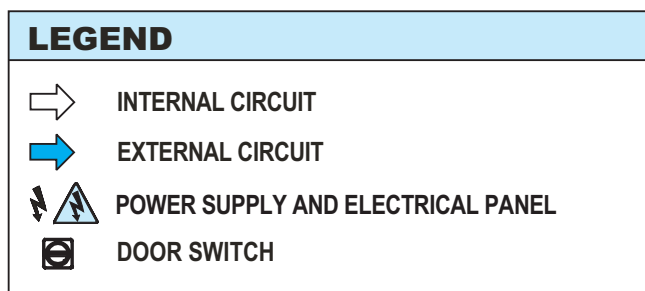 LEGEND
INTERNAL CIRCUIT
EXTERNAL CIRCUIT
POWER SUPPLY AND ELECTRICAL PANEL
DOOR SWITCH